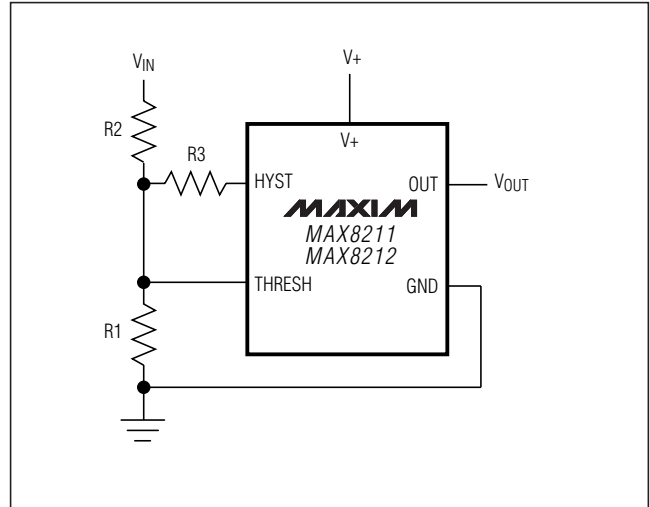 VIN
V+
R2
R3
V+
HYST
OUT
VOUT
MAXIM
MAX8211
MAX8212
THRESH
GND
R1